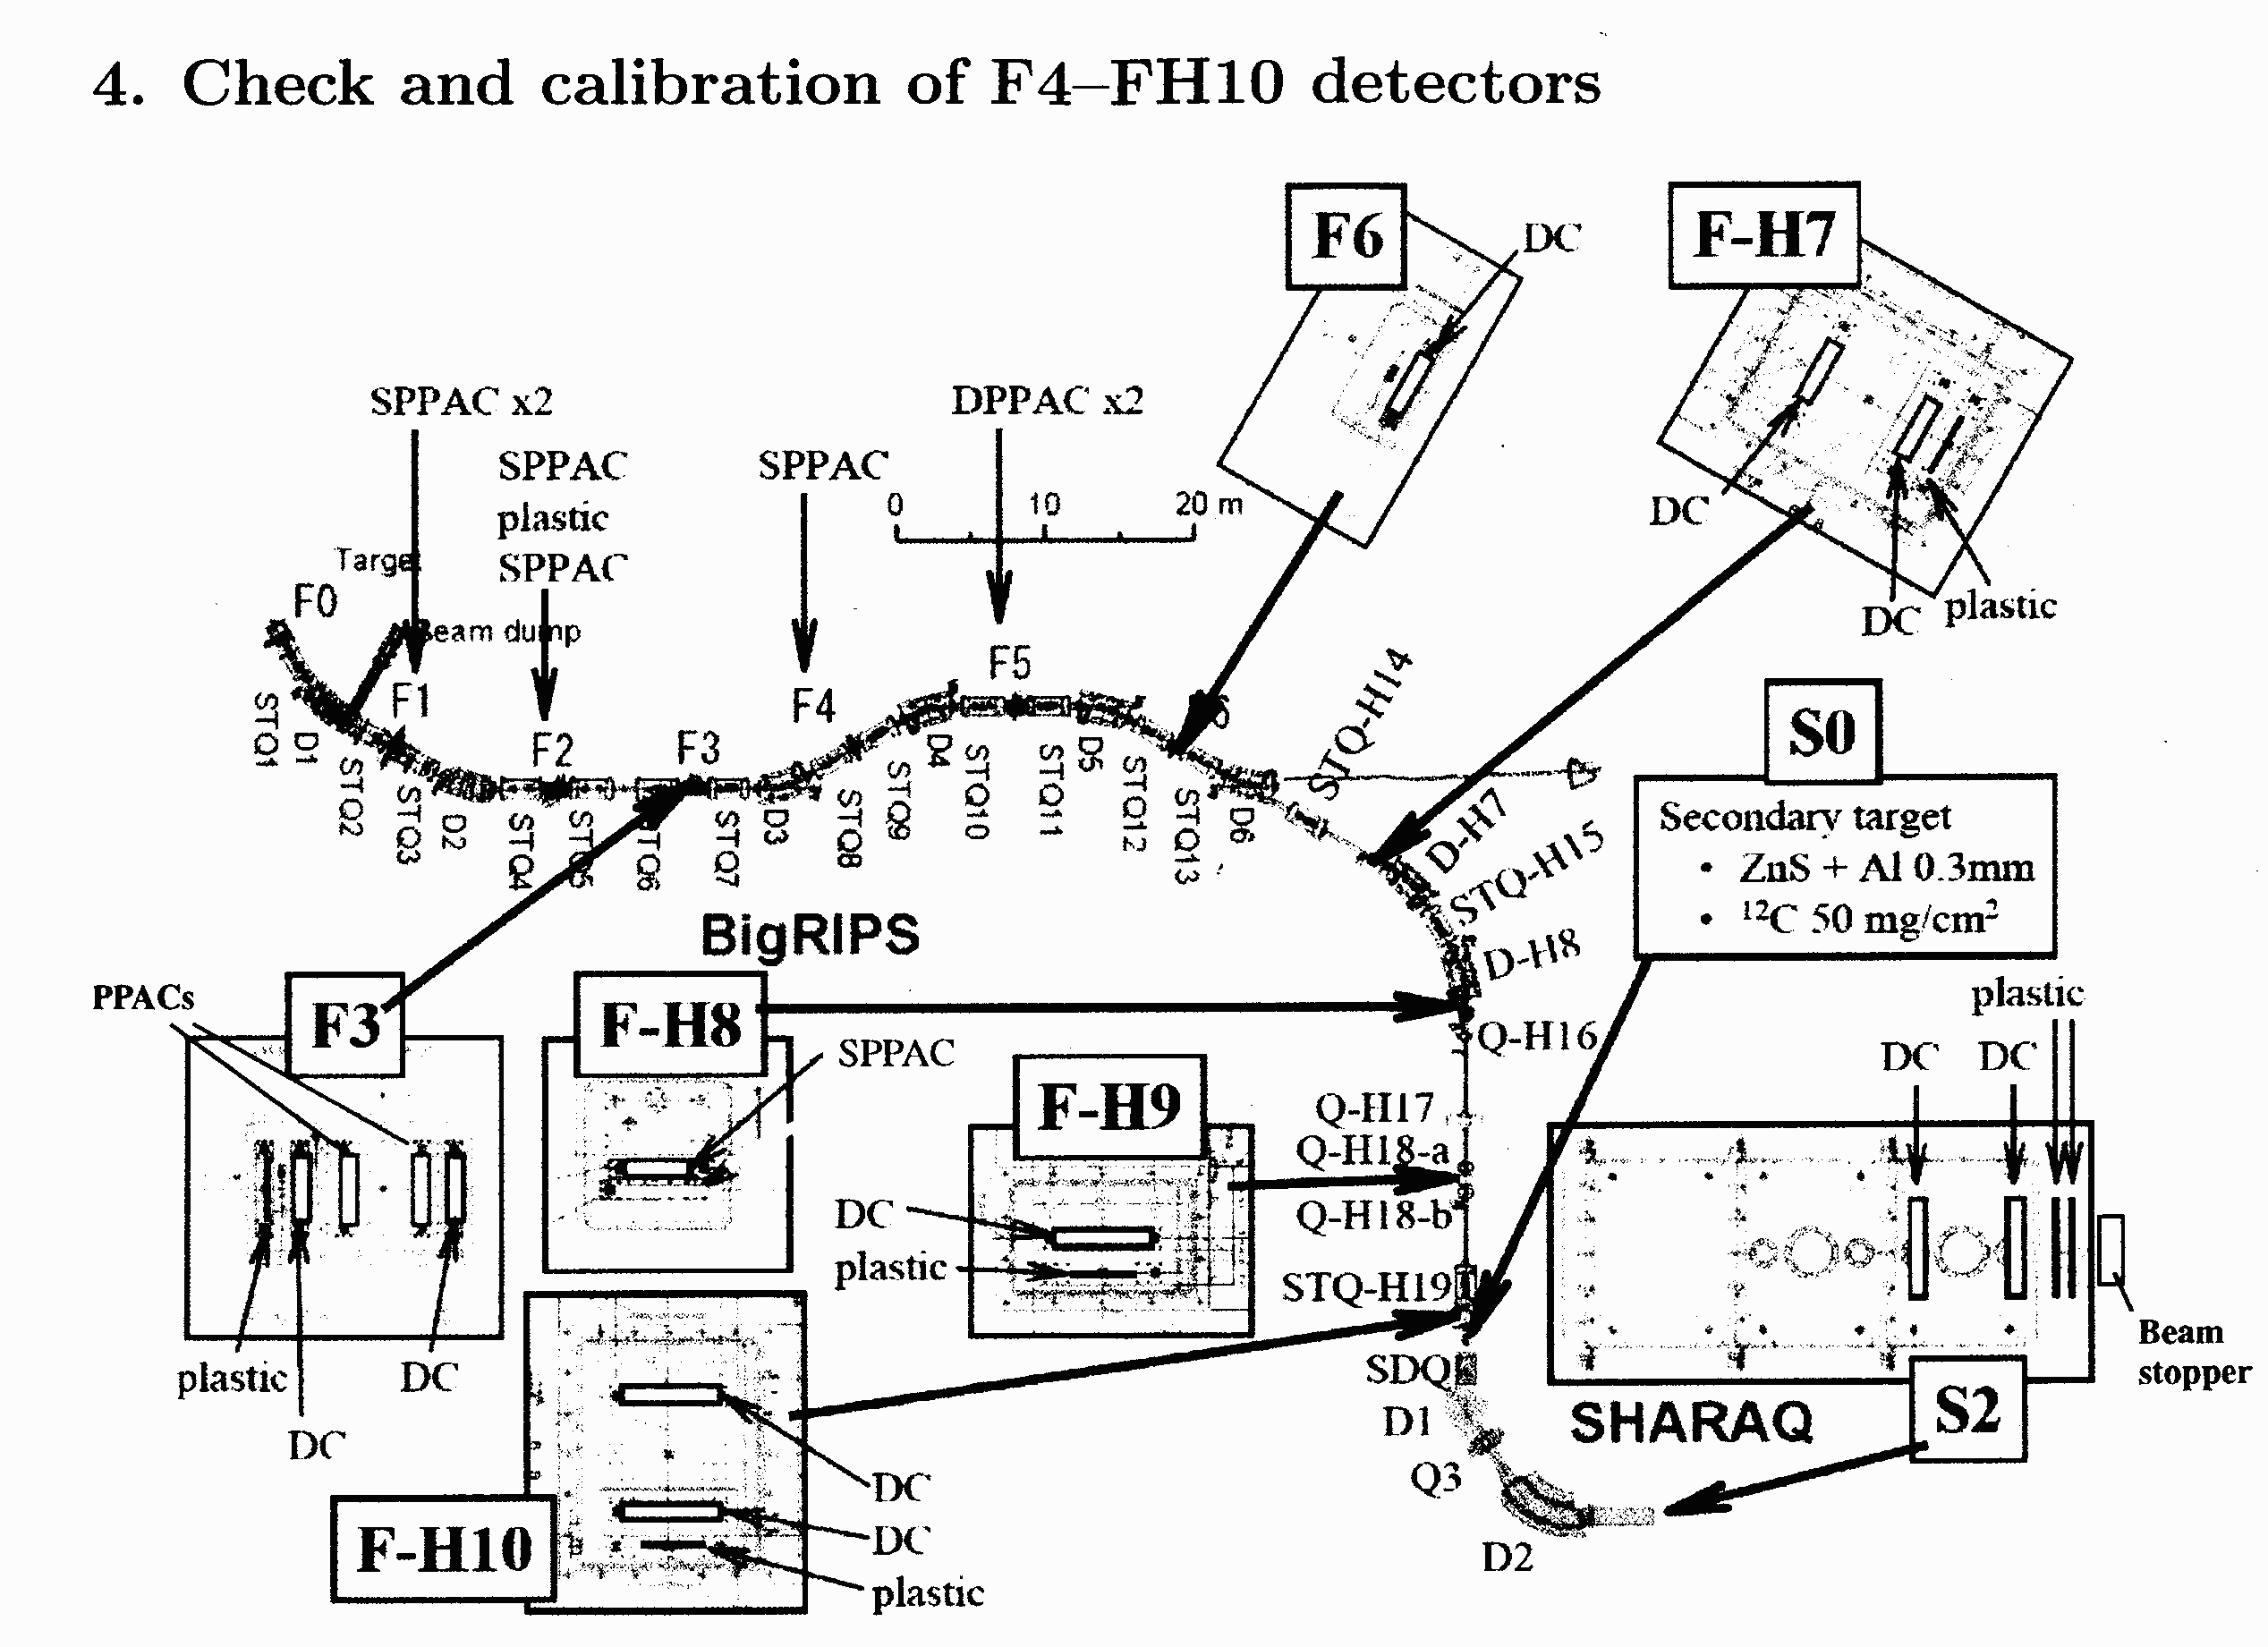 4. Check and calibration of F4–FH10 detectors
F6
DC
F-H7
DC
DC
plastic
SPPAC x2
SPPAC
plastic
SPPAC
SPPAC
DPPAC x2
0 10 20 m
Target
F0
Beam dump
F1
F2
F3
F4
F5
STQ1
D1
STQ2
STQ3
D2
STQ4
STQ5
STQ6
STQ7
D3
STQ8
STQ9
D4
STQ10
STQ11
D5
STQ12
STQ13
D6
STQ-H14
D-H7
STQ-H15
D-H8
Q-H16
Q-H17
Q-H18-a
Q-H18-b
STQ-H19
SDQ
D1
Q3
D2
BigRIPS
S0
Secondary target
• ZnS + Al 0.3mm
• ¹²C 50 mg/cm²
PPACs
F3
plastic
DC
DC
F-H8
SPPAC
F-H9
DC
plastic
F-H10
DC
DC
plastic
plastic
DC DC
Beam
stopper
SHARAQ
S2